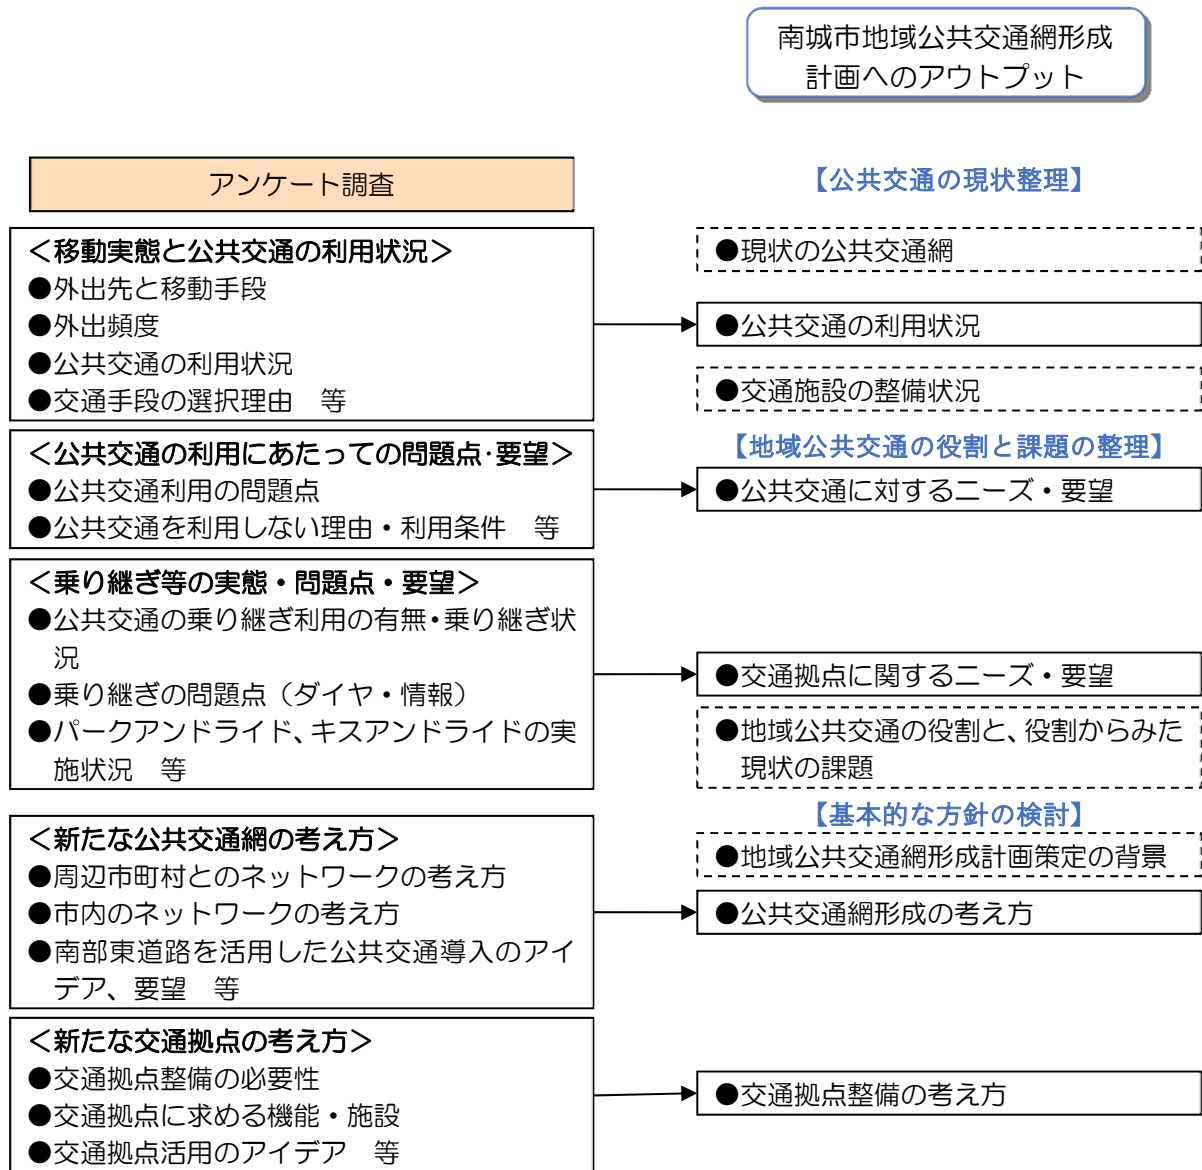 南城市地域公共交通網形成
計画へのアウトプット
アンケート調査
＜移動実態と公共交通の利用状況＞
●外出先と移動手段
●外出頻度
●公共交通の利用状況
●交通手段の選択理由　等
＜公共交通の利用にあたっての問題点・要望＞
●公共交通利用の問題点
●公共交通を利用しない理由・利用条件　等
＜乗り継ぎ等の実態・問題点・要望＞
●公共交通の乗り継ぎ利用の有無・乗り継ぎ状
況
●乗り継ぎの問題点（ダイヤ・情報）
●パークアンドライド、キスアンドライドの実
施状況　等
＜新たな公共交通網の考え方＞
●周辺市町村とのネットワークの考え方
●市内のネットワークの考え方
●南部東道路を活用した公共交通導入のアイ
デア、要望　等
＜新たな交通拠点の考え方＞
●交通拠点整備の必要性
●交通拠点に求める機能・施設
●交通拠点活用のアイデア　等
【公共交通の現状整理】
●現状の公共交通網
●公共交通の利用状況
●交通施設の整備状況
【地域公共交通の役割と課題の整理】
●公共交通に対するニーズ・要望
●交通拠点に関するニーズ・要望
●地域公共交通の役割と、役割からみた
現状の課題
【基本的な方針の検討】
●地域公共交通網形成計画策定の背景
●公共交通網形成の考え方
●交通拠点整備の考え方